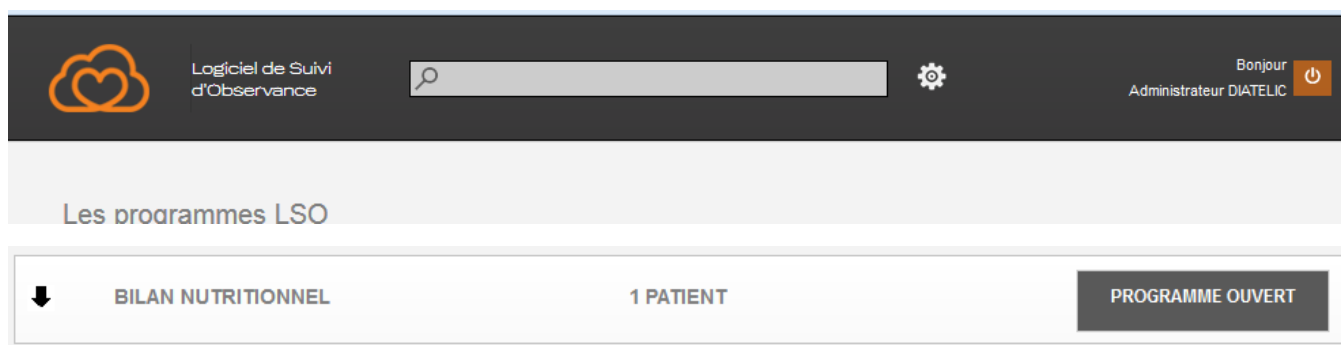 Logiciel de Suivi
d'Observance
Bonjour
Administrateur DIATELIC
Les programmes LSO
BILAN NUTRITIONNEL 1 PATIENT PROGRAMME OUVERT